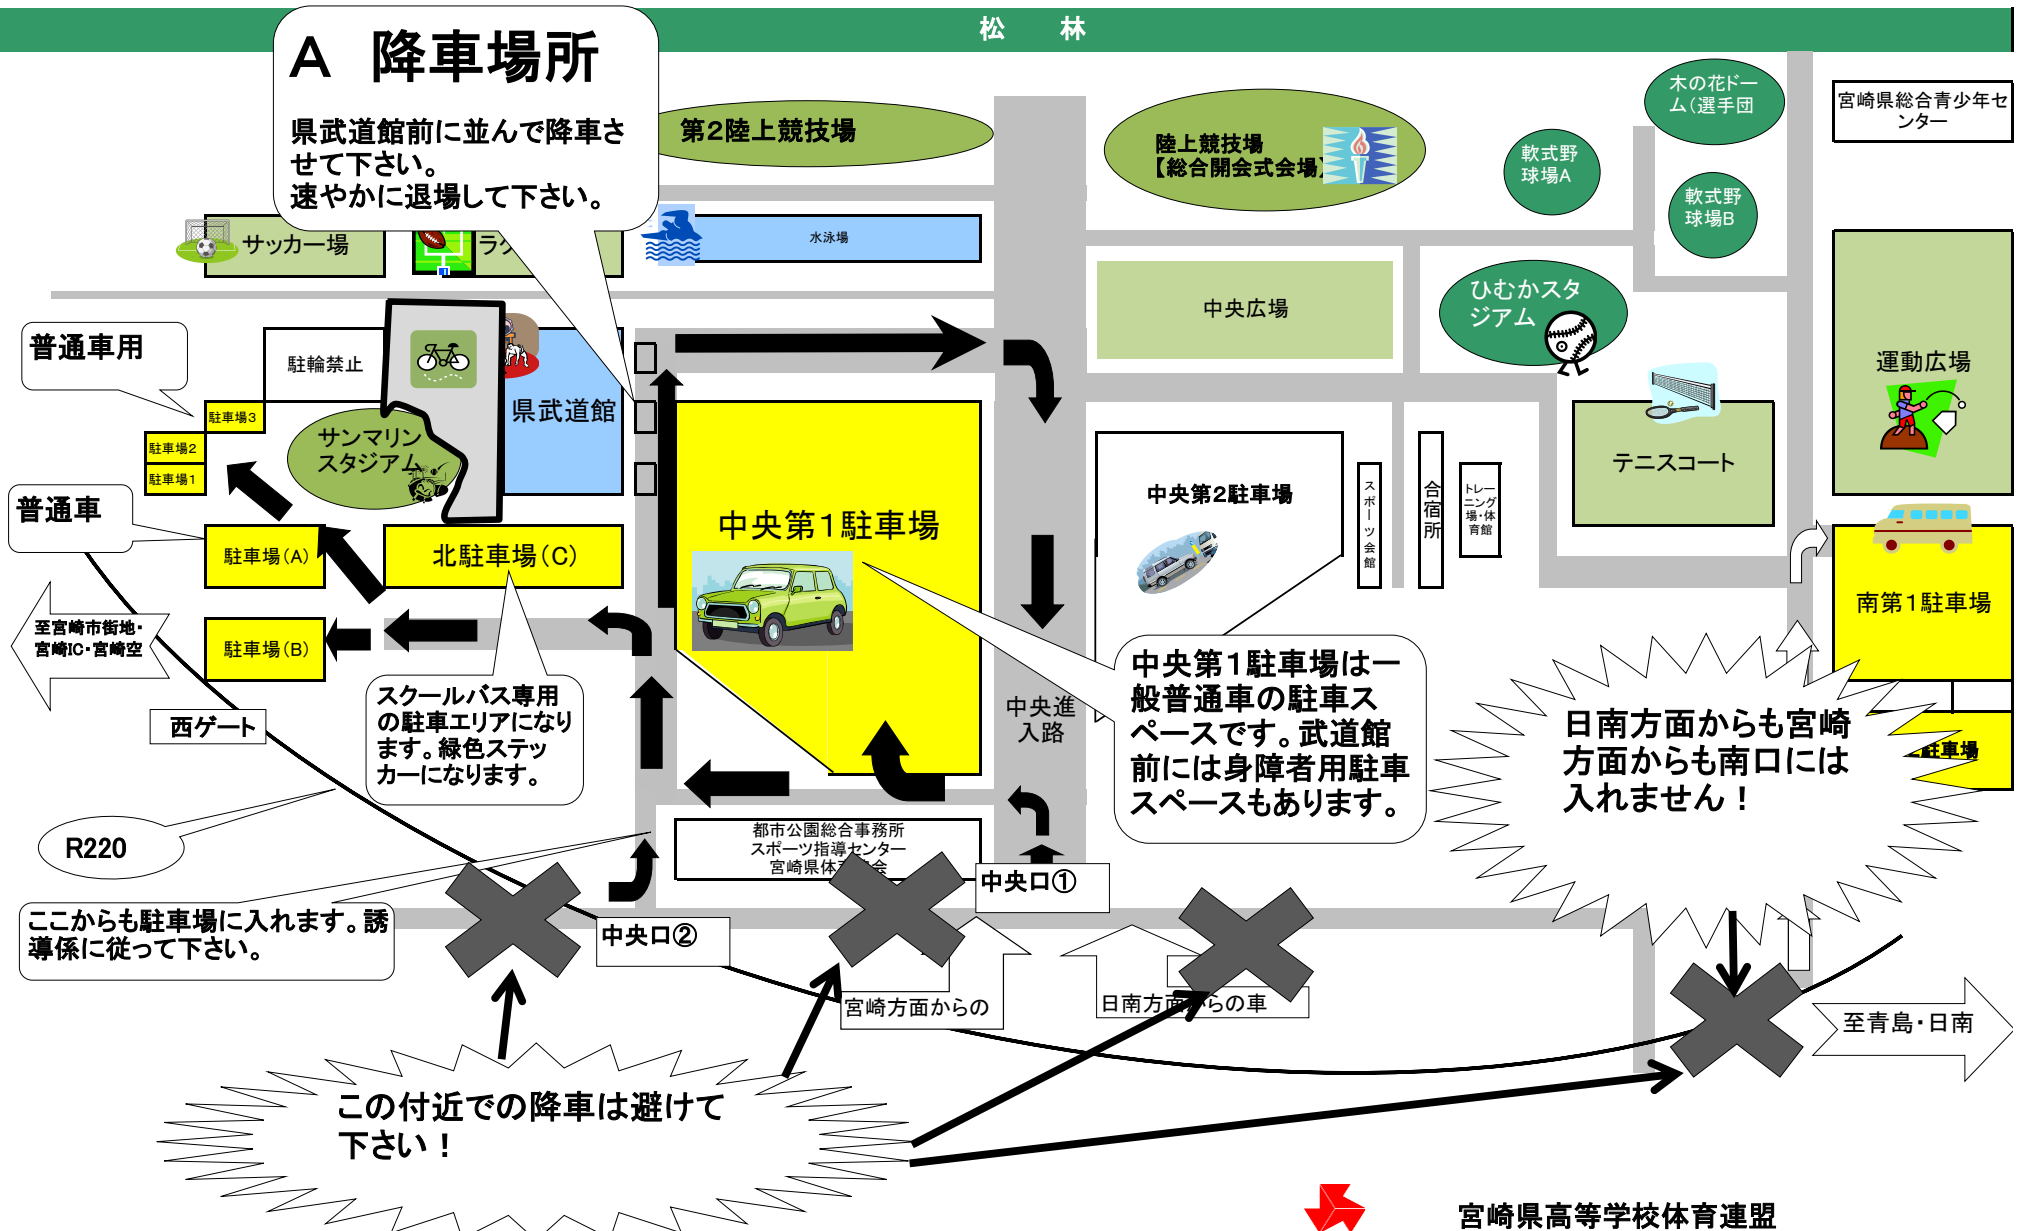 松　林
A　降車場所
県武道館前に並んで降車さ
せて下さい。
速やかに退場して下さい。
第2陸上競技場
陸上競技場
【総合開会式会場】
木の花ドー
ム(選手団
宮崎県総合青少年セ
ンター
軟式野
球場A
軟式野
球場B
サッカー場
ラグ
水泳場
中央広場
ひむかスタ
ジアム
運動広場
普通車用
駐輪禁止
県武道館
駐車場3
駐車場2
駐車場1
サンマリン
スタジアム
テニスコート
中央第2駐車場
スポーツ会館
合宿所
トレー
ニング
場・体
育館
普通車
中央第1駐車場
駐車場(A)
北駐車場(C)
南第1駐車場
至宮崎市街地・
宮崎IC・宮崎空
駐車場(B)
中央第1駐車場は一
般普通車の駐車ス
ペースです。武道館
前には身障者用駐車
スペースもあります。
スクールバス専用
の駐車エリアになり
ます。緑色ステッ
カーになります。
中央進
入路
日南方面からも宮崎
方面からも南口には
入れません！
駐車場
西ゲート
R220
都市公園総合事務所
スポーツ指導センター
宮崎県体 会
中央口①
ここからも駐車場に入れます。誘
導係に従って下さい。
中央口②
宮崎方面からの
日南方面からの車
至青島・日南
この付近での降車は避けて
下さい！
宮崎県高等学校体育連盟